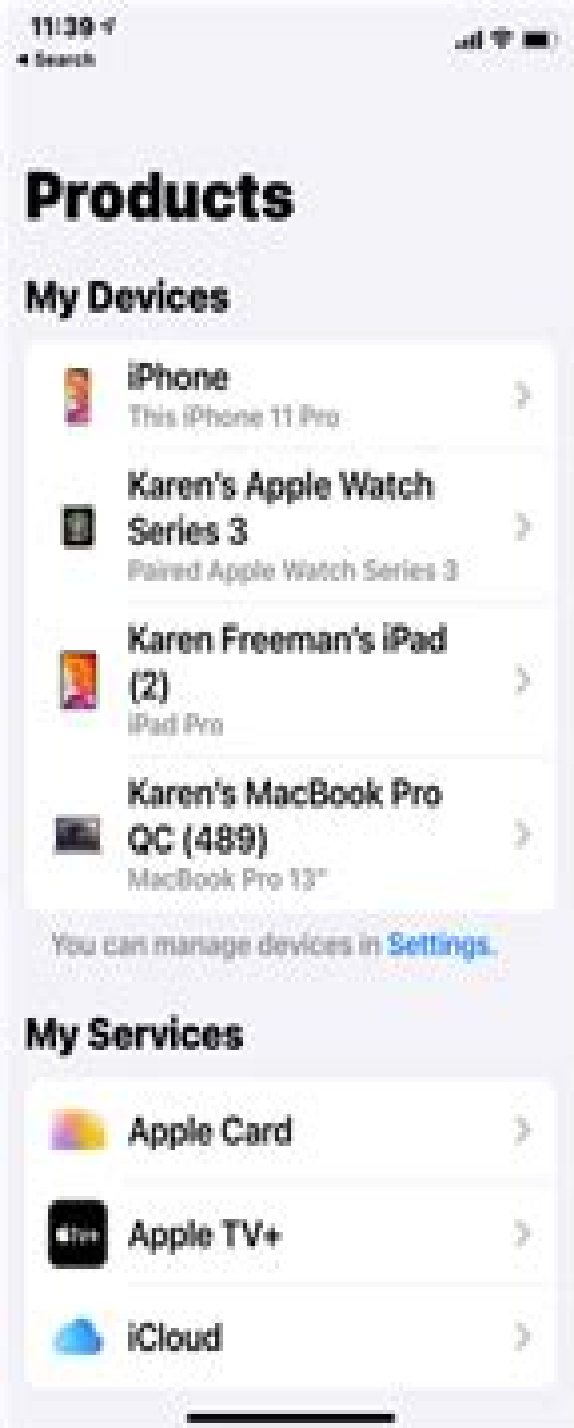 11:39
Search
Products
My Devices
iPhone
This iPhone 11 Pro
Karen's Apple Watch
Series 3
Paired Apple Watch Series 3
Karen Freeman's iPad
(2)
iPad Pro
Karen's MacBook Pro
QC (489)
MacBook Pro 13"
You can manage devices in Settings.
My Services
Apple Card
tv+
Apple TV+
iCloud